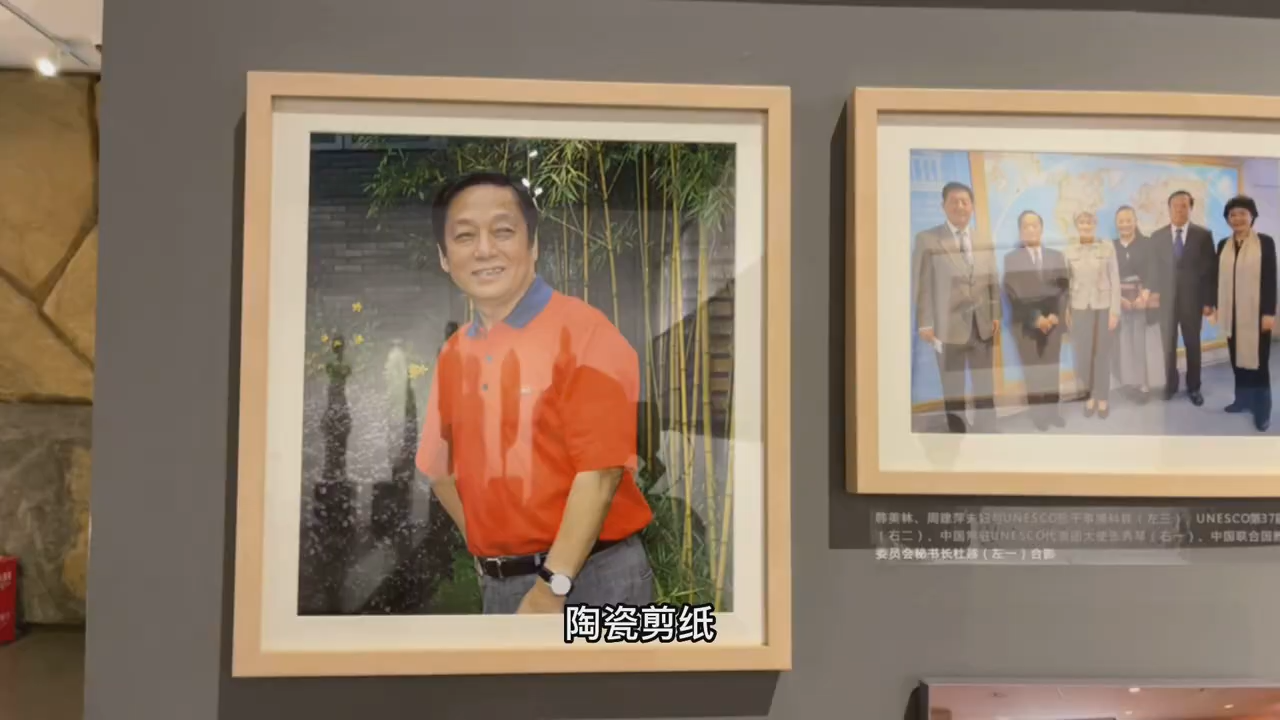 韩美林、周建萍夫妇与UNESCO总干事博科娃（左三）、UNESCO第37
（右二）、中国常驻UNESCO代表团大使张秀琴（右一）、中国联合国
委员会秘书长杜越（左一）合影
陶瓷剪纸